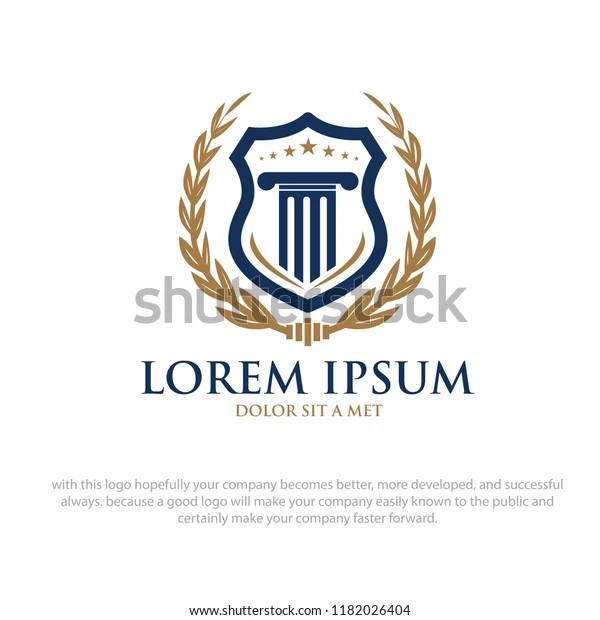 shutterstock
LOREM IPSUM
DOLOR SIT A MET
with this logo hopefully your company becomes better, more developed, and successful
always. because a good logo will make your company easily known to the public and
certainly make your company faster forward.
www.shutterstock.com · 1182026404